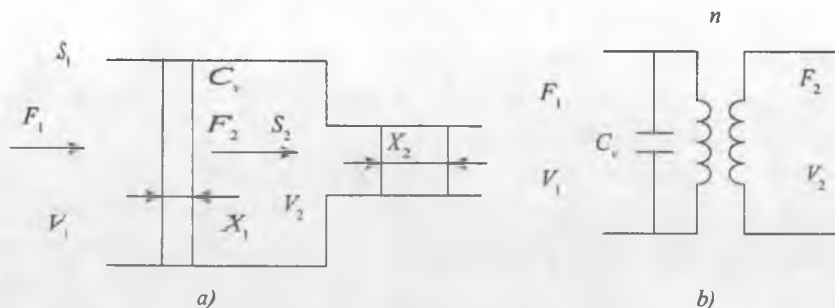 n
S₁
C_v
F₁
F₂
S₂
X₂
V₁
X₁
V₂
F₁
F₂
C_v
V₁
V₂
a)
b)